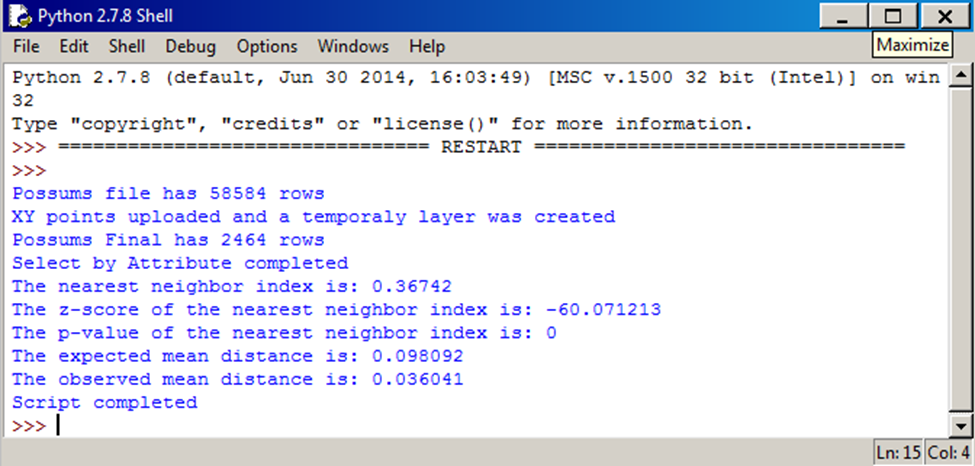 Python 2.7.8 Shell
File Edit Shell Debug Options Windows Help
Maximize
Python 2.7.8 (default, Jun 30 2014, 16:03:49) [MSC v.1500 32 bit (Intel)] on win
32
Type "copyright", "credits" or "license()" for more information.
>>> ================================ RESTART ================================
>>>
Possums file has 58584 rows
XY points uploaded and a temporaly layer was created
Possums Final has 2464 rows
Select by Attribute completed
The nearest neighbor index is: 0.36742
The z-score of the nearest neighbor index is: -60.071213
The p-value of the nearest neighbor index is: 0
The expected mean distance is: 0.098092
The observed mean distance is: 0.036041
Script completed
>>>
Ln: 15 Col: 4